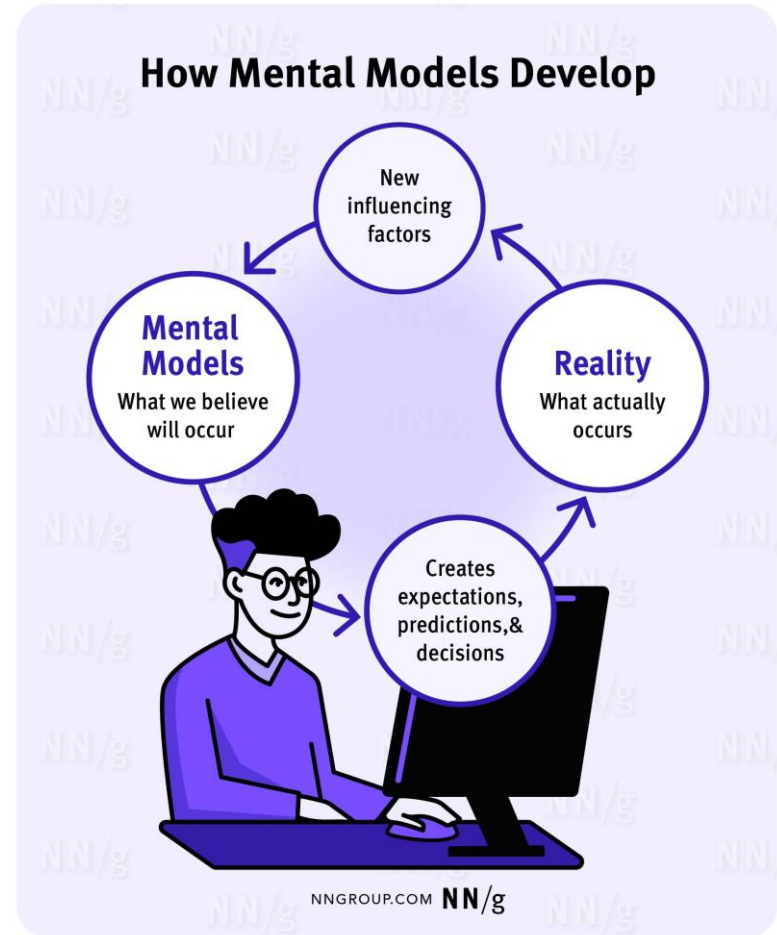 How Mental Models Develop
New
influencing
factors
Mental
Models
What we believe
will occur
Reality
What actually
occurs
Creates
expectations,
predictions,&
decisions
NNGROUP.COM NN/g